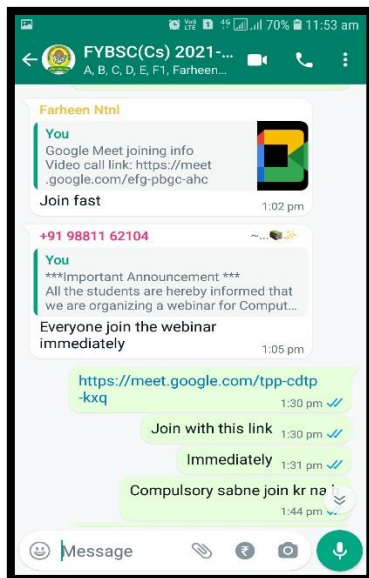 Vo9) 4G 70% 11:53 am
LTE 1
FYBSC(Cs) 2021-...
A, B, C, D, E, F1, Farheen...
Farheen Ntnl
You
Google Meet joining info
Video call link: https://meet
.google.com/efg-pbgc-ahc
Join fast
1:02 pm
+91 98811 62104 ~...
You
***Important Announcement ***
All the students are hereby informed that
we are organizing a webinar for Comput...
Everyone join the webinar
immediately
1:05 pm
https://meet.google.com/tpp-cdtp
-kxq
1:30 pm
Join with this link 1:30 pm
Immediately 1:31 pm
Compulsory sabne join kr na
1:44 pm
Message